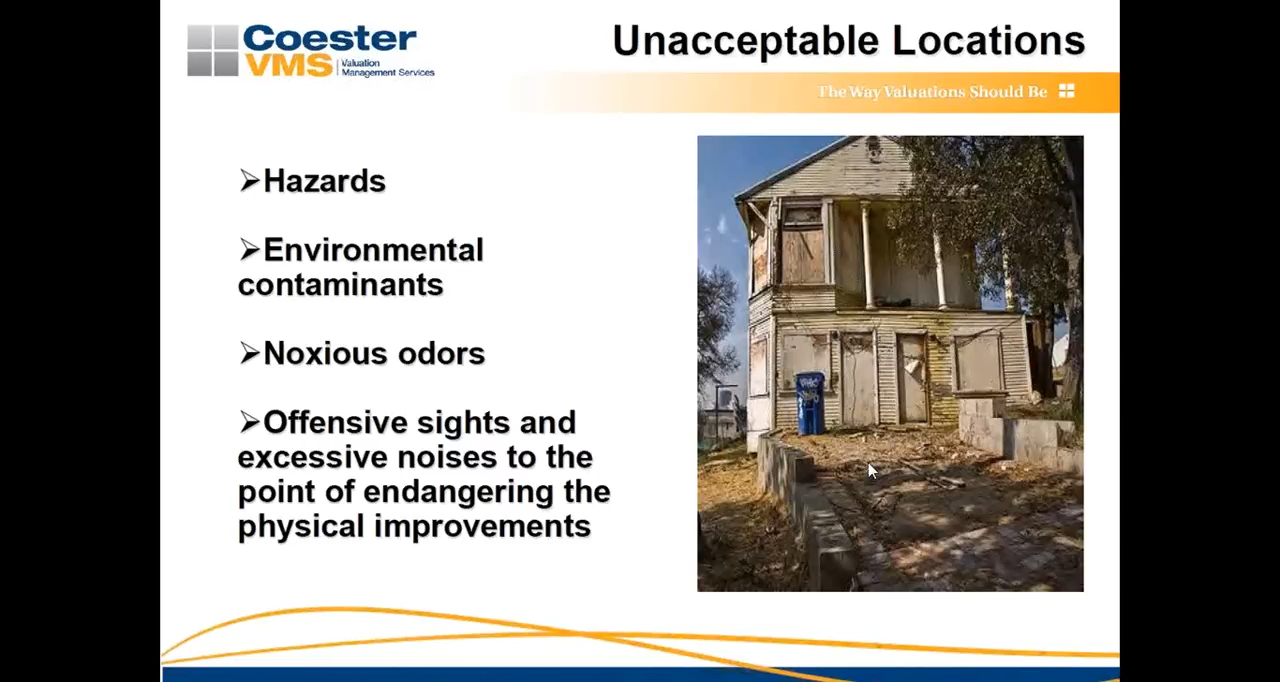 Coester
VMS
Valuation
Management Services
Unacceptable Locations
The Way Valuations Should Be
➢Hazards
➢Environmental
contaminants
➢Noxious odors
➢Offensive sights and
excessive noises to the
point of endangering the
physical improvements